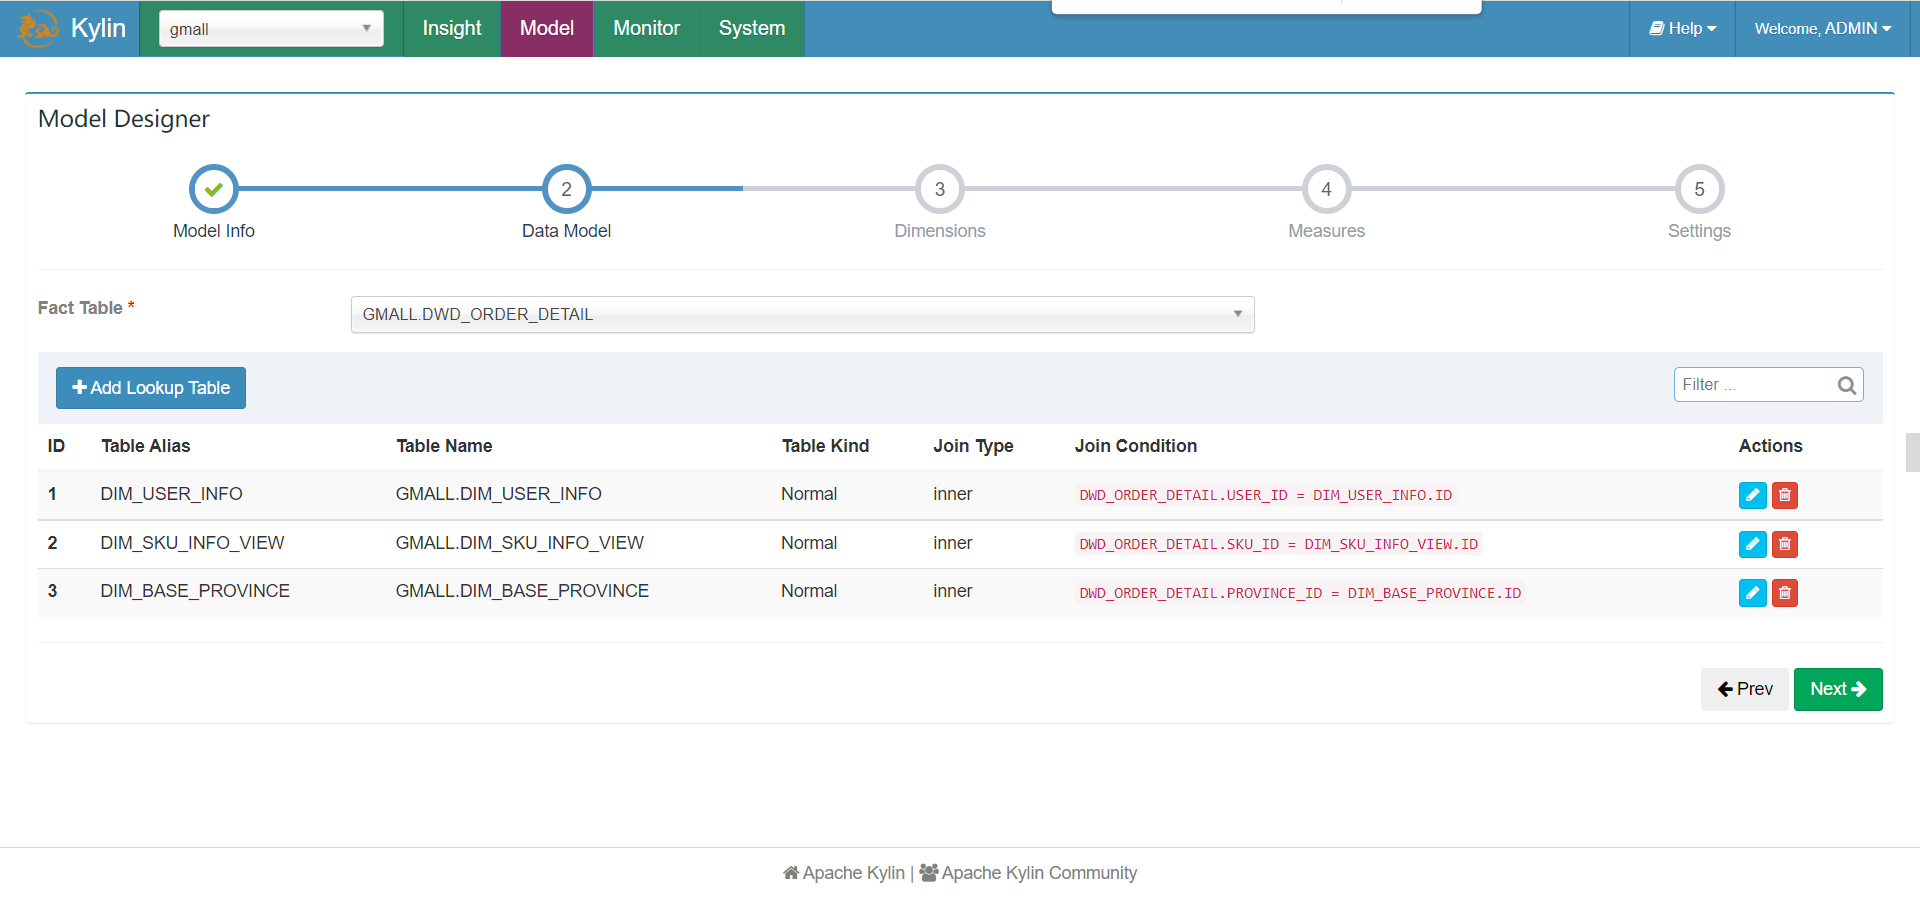 Kylin gmall Insight Model Monitor System Help Welcome, ADMIN
Model Designer
2 3 4 5
Model Info Data Model Dimensions Measures Settings
Fact Table * GMALL.DWD_ORDER_DETAIL
Add Lookup Table Filter ...
ID Table Alias Table Name Table Kind Join Type Join Condition Actions
1 DIM_USER_INFO GMALL.DIM_USER_INFO Normal inner DWD_ORDER_DETAIL.USER_ID = DIM_USER_INFO.ID
2 DIM_SKU_INFO_VIEW GMALL.DIM_SKU_INFO_VIEW Normal inner DWD_ORDER_DETAIL.SKU_ID = DIM_SKU_INFO_VIEW.ID
3 DIM_BASE_PROVINCE GMALL.DIM_BASE_PROVINCE Normal inner DWD_ORDER_DETAIL.PROVINCE_ID = DIM_BASE_PROVINCE.ID
Prev Next
Apache Kylin | Apache Kylin Community